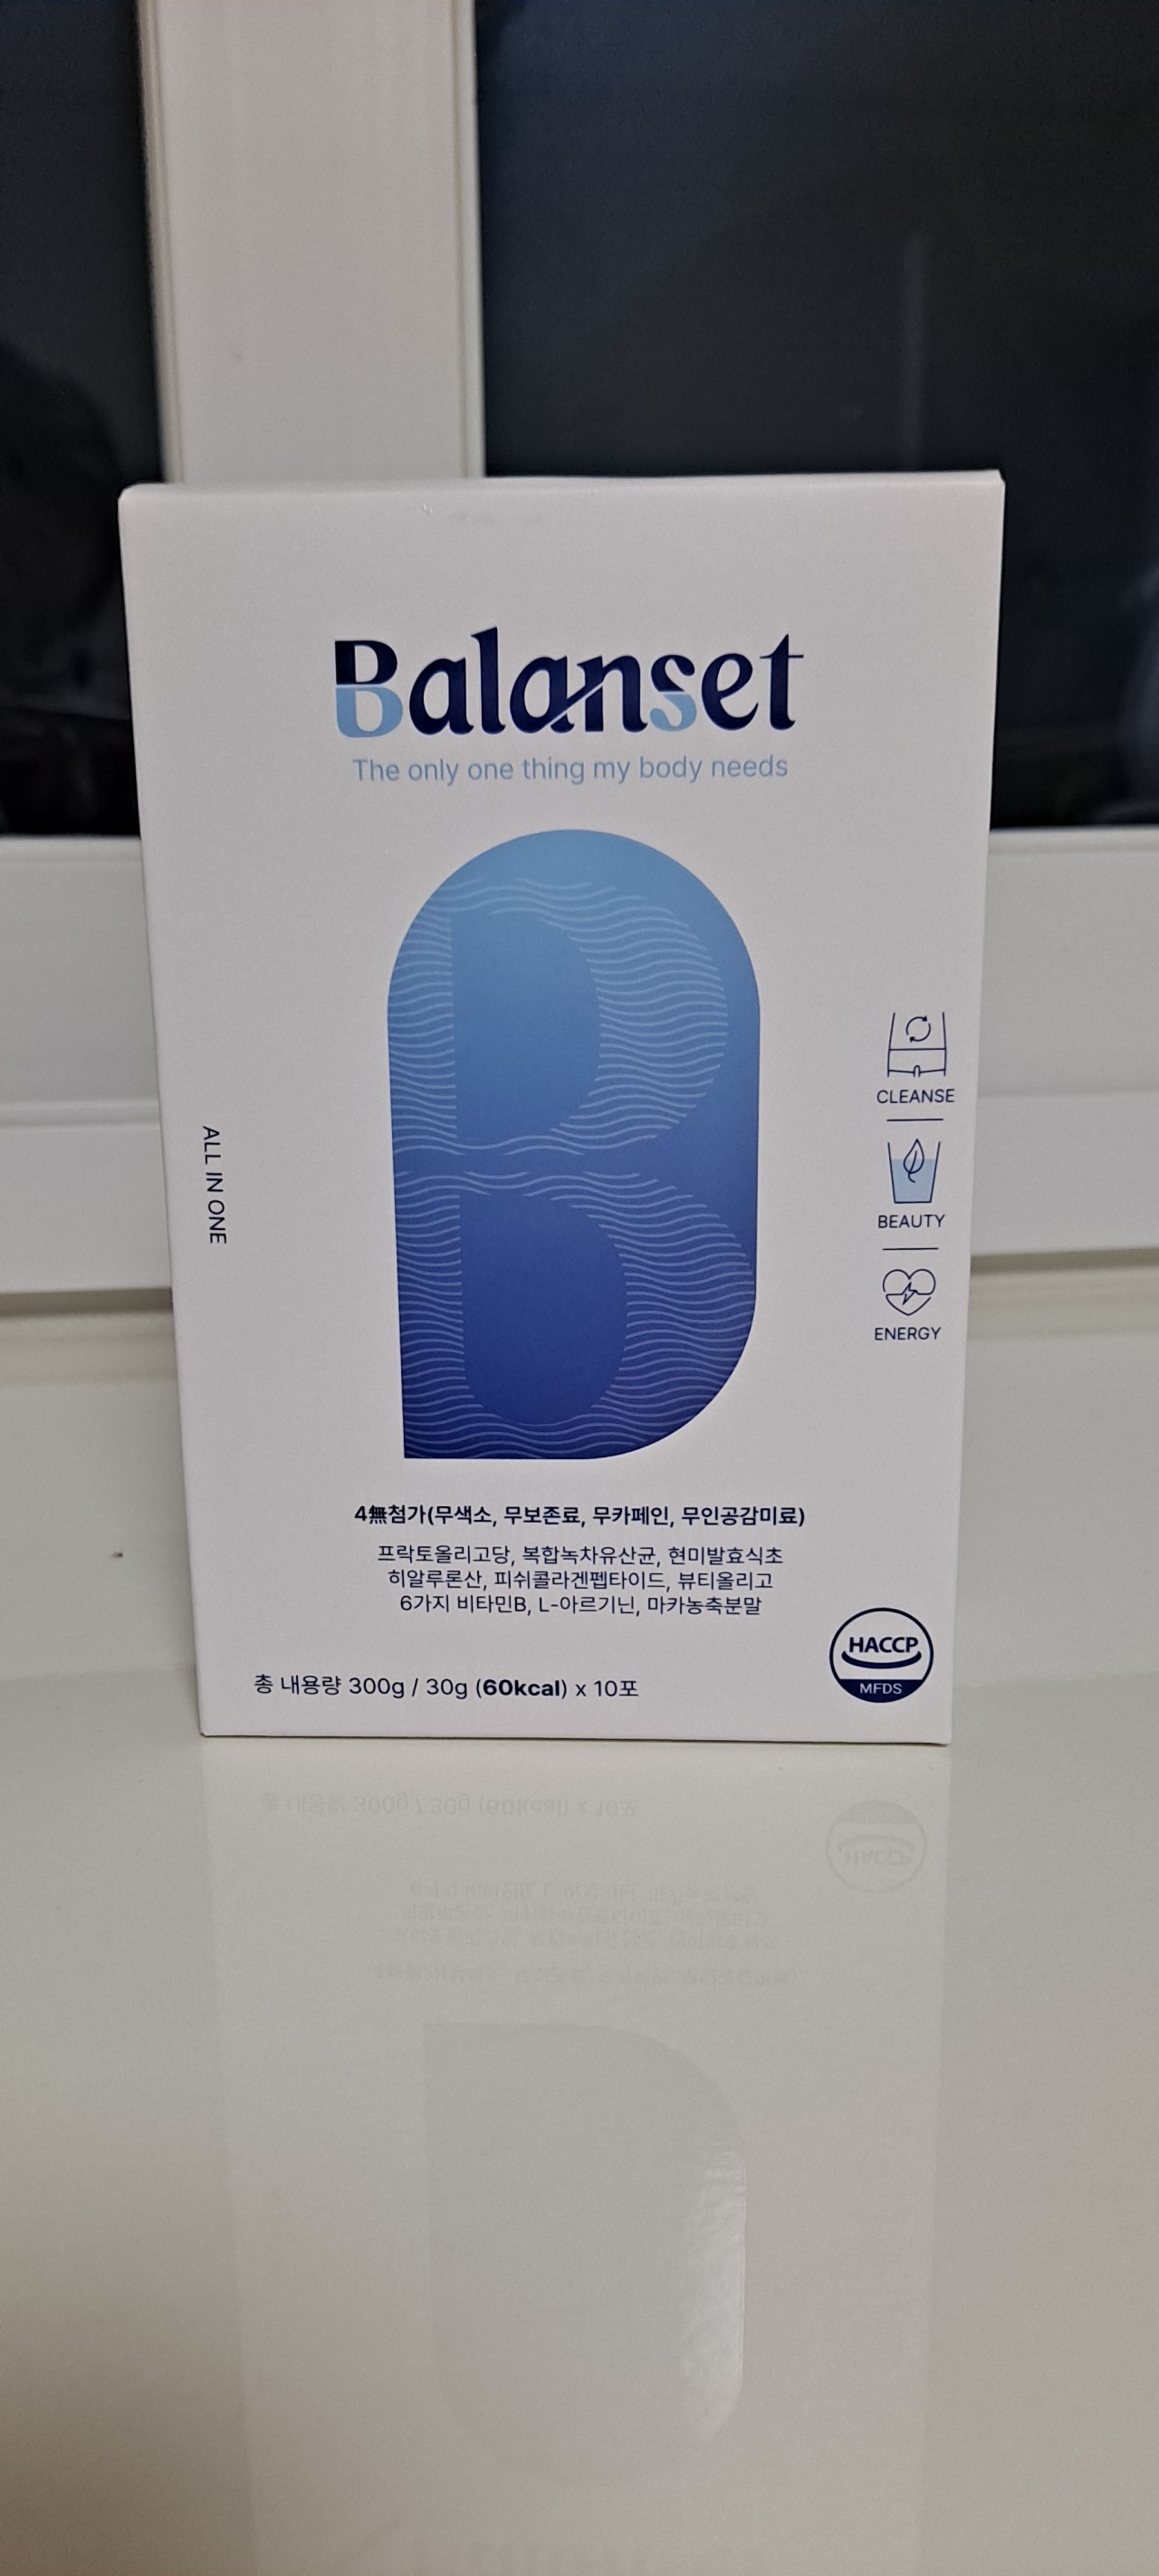 Balanset
The only one thing my body needs
ALL IN ONE
CLEANSE
BEAUTY
ENERGY
4無첨가(무색소, 무보존료, 무카페인, 무인공감미료)
프락토올리고당, 복합녹차유산균, 현미발효식초
히알루론산, 피쉬콜라겐펩타이드, 뷰티올리고
6가지 비타민B, L-아르기닌, 마카농축분말
총 내용량 300g / 30g (60kcal) x 10포
HACCP
MFDS